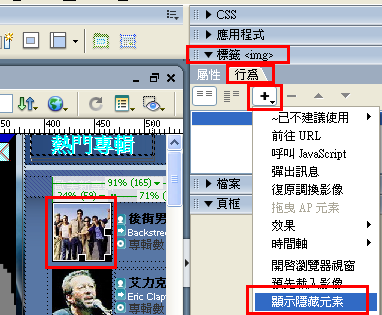 CSS
應用程式
標籤 <img>
屬性
行為
~已不建議使用
前往 URL
呼叫 JavaScript
彈出訊息
復原調換影像
拖曳 AP 元素
效果
時間軸
開啟瀏覽器視窗
預先載入影像
顯示隱藏元素
檔案
頁框
400
450
500
熱門專輯
91% (165)
24% (59)
71%
後街男
Backstree
專輯數
艾力克
Eric Clap
專輯數